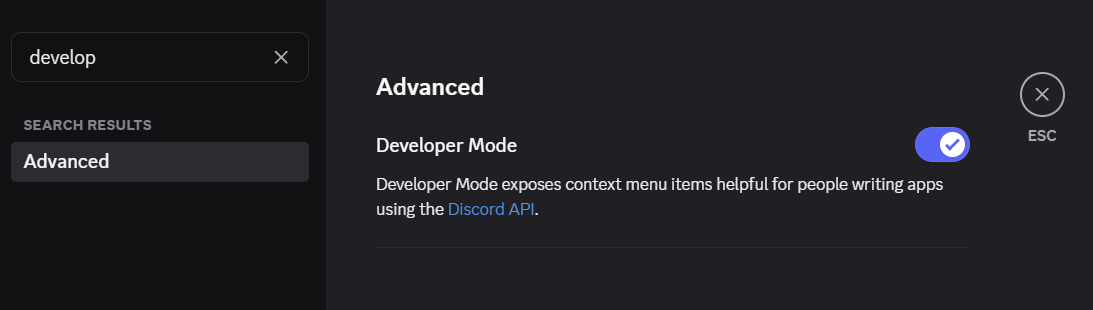 develop
SEARCH RESULTS
Advanced
Advanced
Developer Mode
Developer Mode exposes context menu items helpful for people writing apps
using the Discord API.
ESC